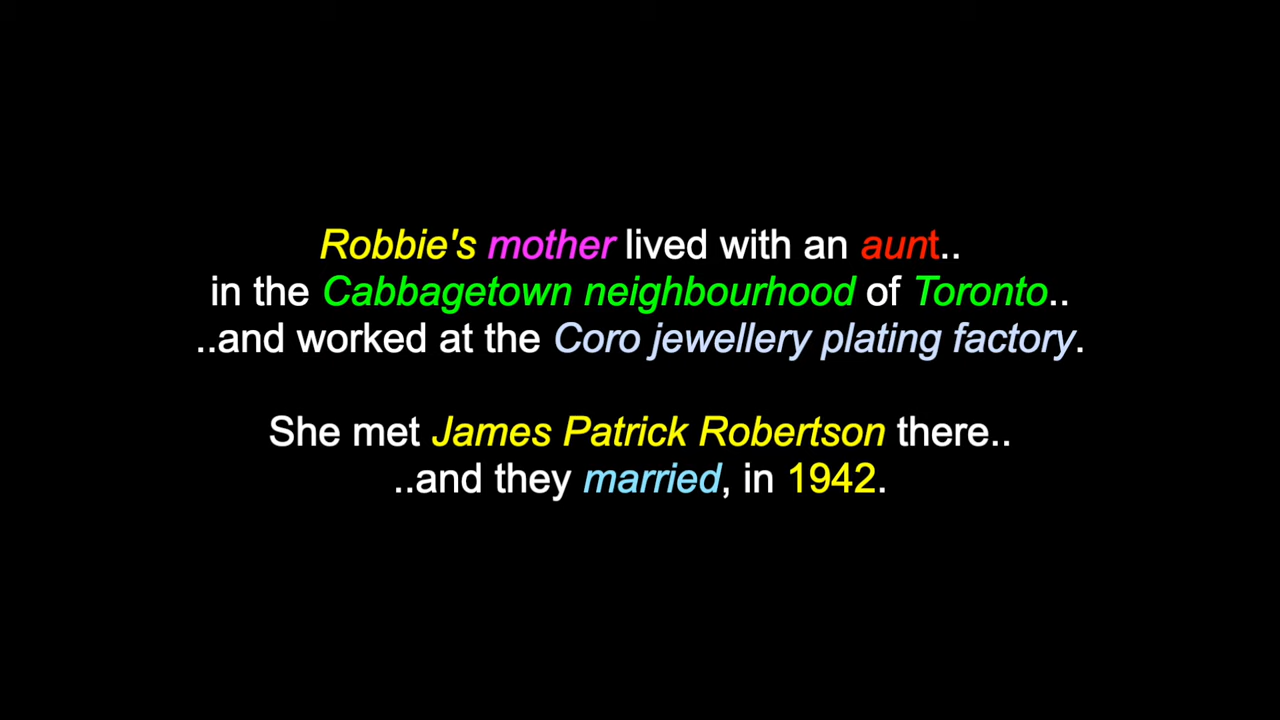 Robbie's mother lived with an aunt..
in the Cabbagetown neighbourhood of Toronto..
..and worked at the Coro jewellery plating factory.
She met James Patrick Robertson there..
..and they married, in 1942.